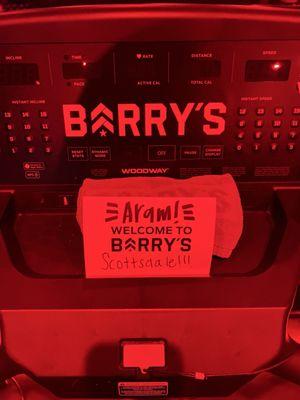 INCLINE
TIME
RATE
DISTANCE
SPEED
PACE
ACTIVE CAL
TOTAL CAL
INSTANT INCLINE
INSTANT SPEED
BARRY'S
RESET STATS
DYNAMIC MODE
OFF
PAUSE
CHANGE DISPLAY
WOODWAY
Aram!
WELCOME TO
BARRY'S
Scottsdale!!!